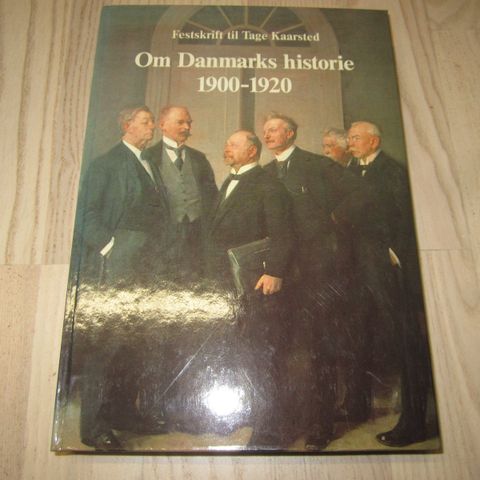 Festskrift til Tage Kaarsted
Om Danmarks historie
1900-1920